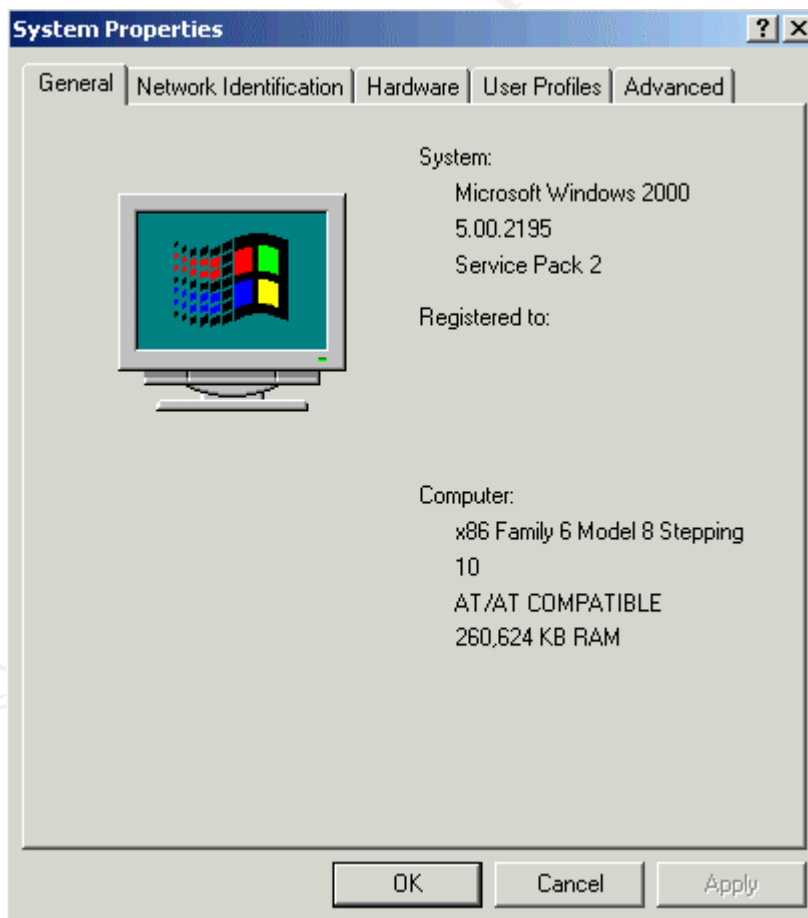 System Properties
General
Network Identification
Hardware
User Profiles
Advanced
System:
Microsoft Windows 2000
5.00.2195
Service Pack 2
Registered to:
Computer:
x86 Family 6 Model 8 Stepping
10
AT/AT COMPATIBLE
260,624 KB RAM
OK
Cancel
Apply